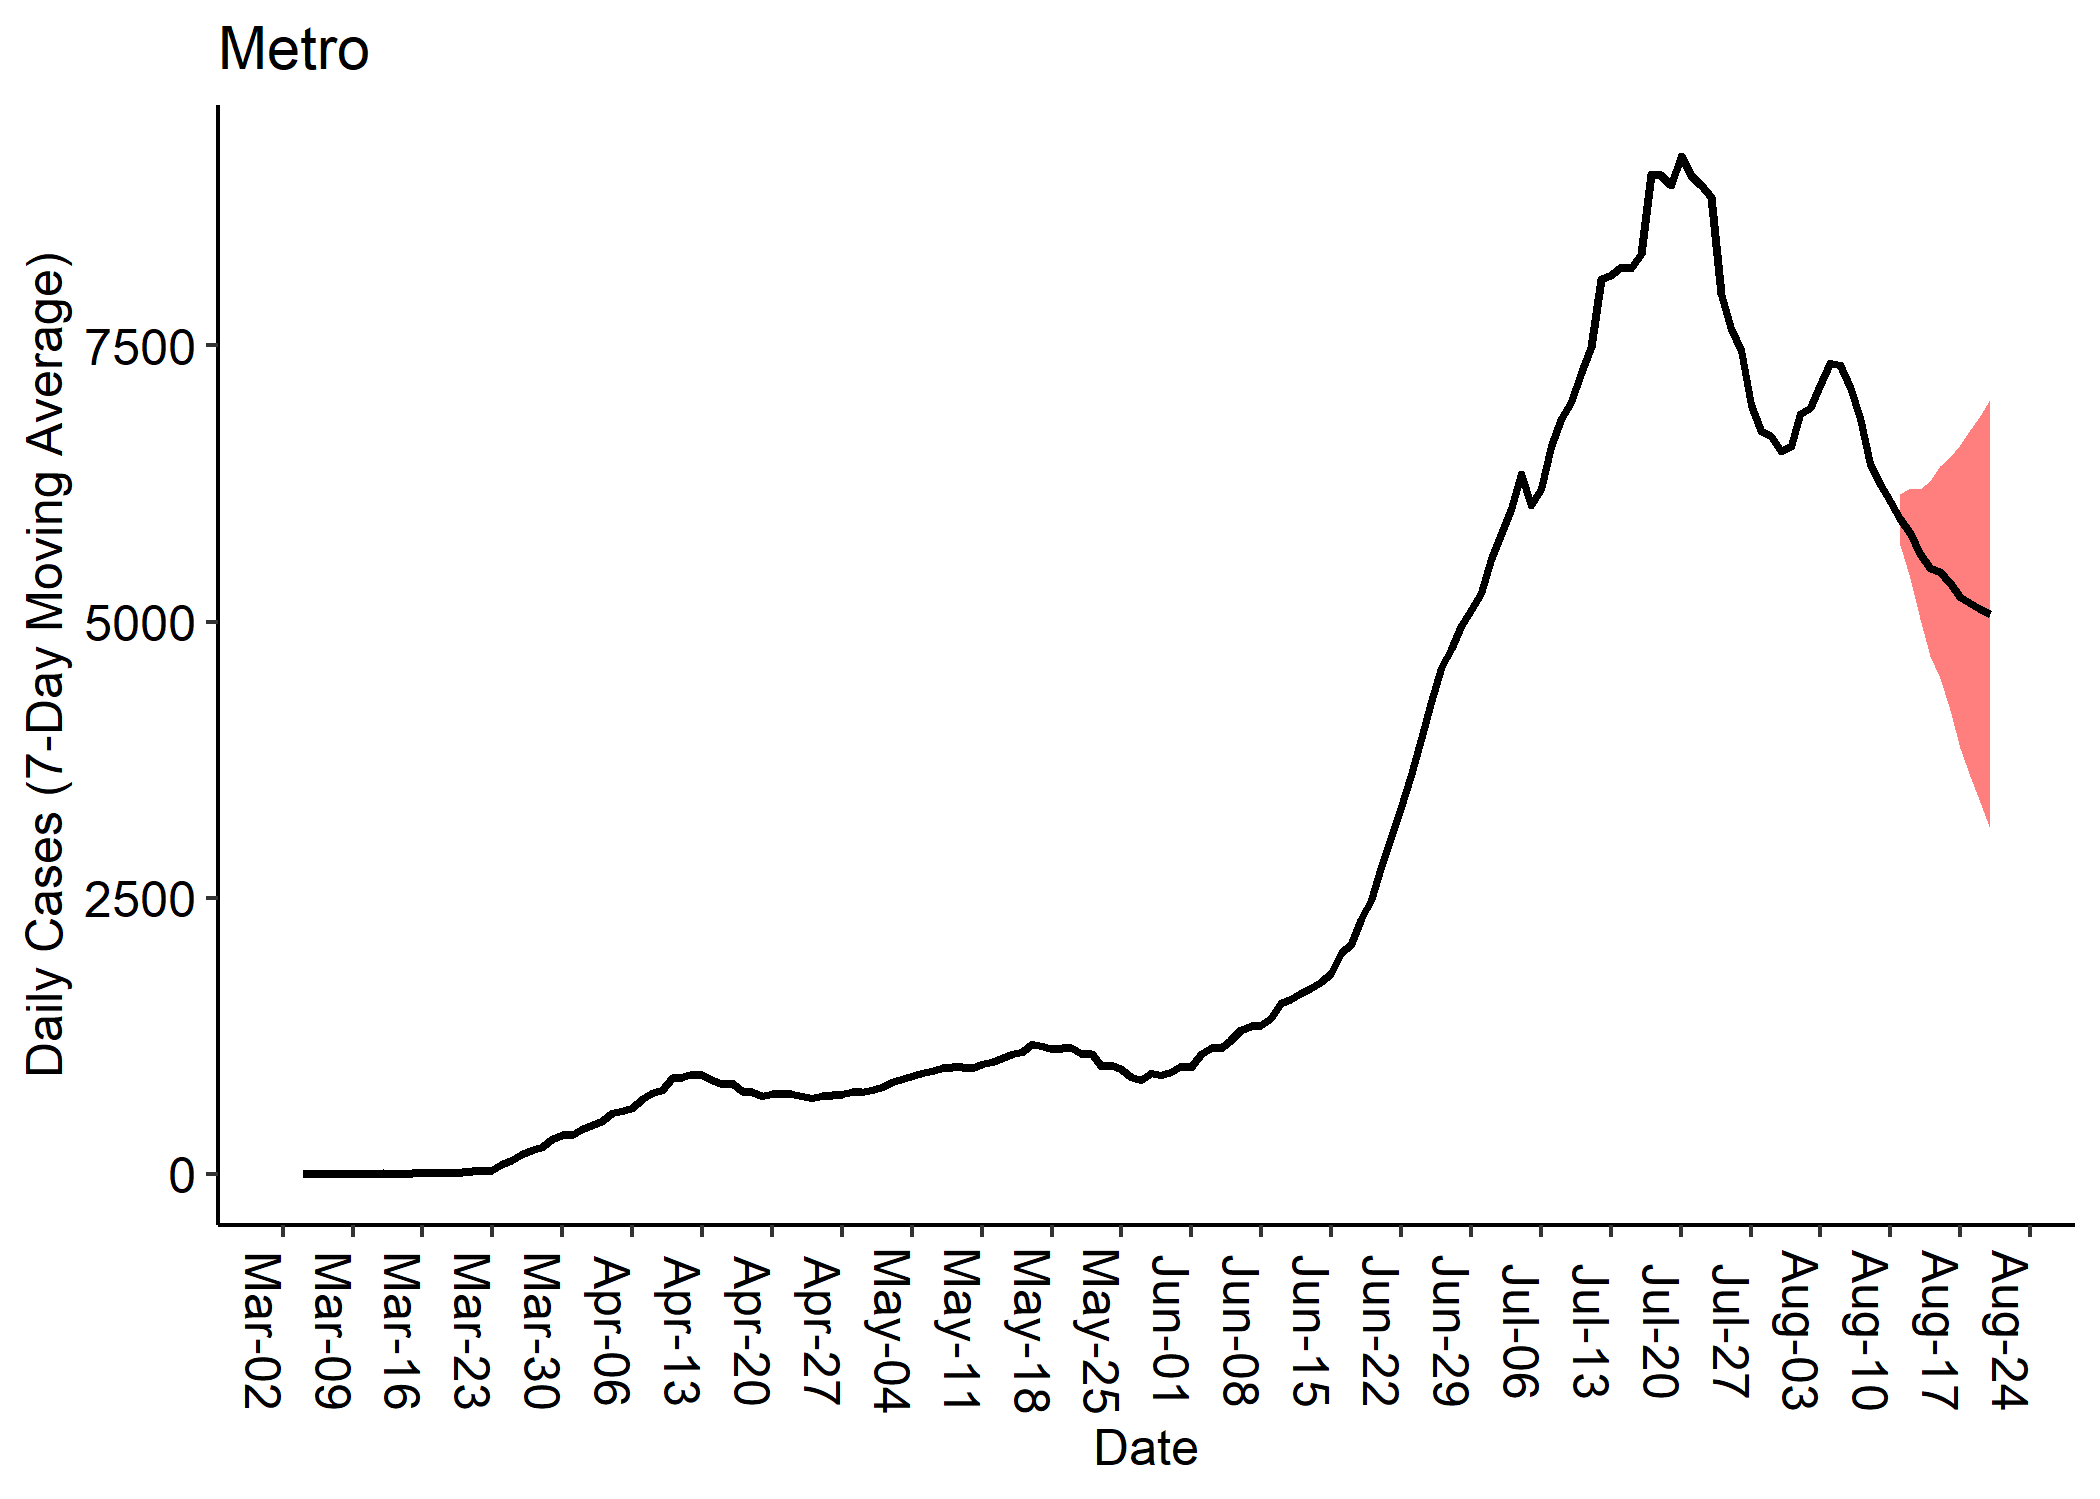 Metro
Daily Cases (7-Day Moving Average)
7500
5000
2500
0
Mar-02
Mar-09
Mar-16
Mar-23
Mar-30
Apr-06
Apr-13
Apr-20
Apr-27
May-04
May-11
May-18
May-25
Jun-01
Jun-08
Jun-15
Jun-22
Jun-29
Jul-06
Jul-13
Jul-20
Jul-27
Aug-03
Aug-10
Aug-17
Aug-24
Date